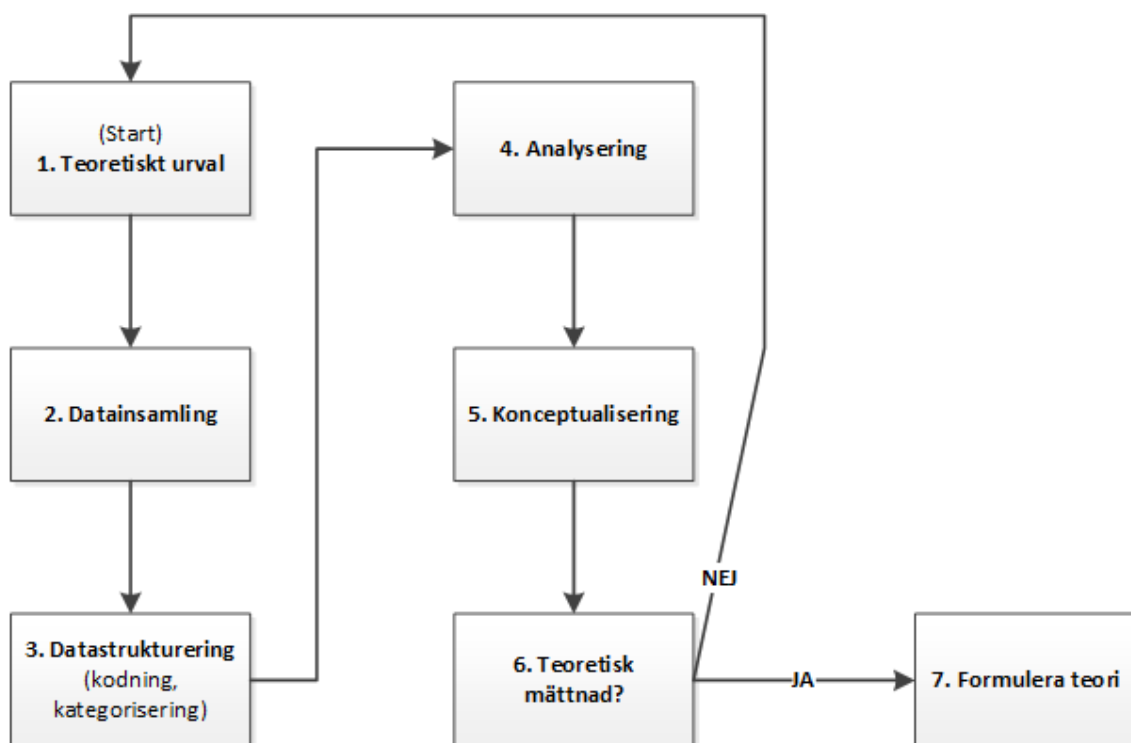 (Start)
1. Teoretiskt urval
2. Datainsamling
3. Datastrukturering
(kodning,
kategorisering)
4. Analysering
5. Konceptualisering
6. Teoretisk
mättnad?
NEJ
JA
7. Formulera teori